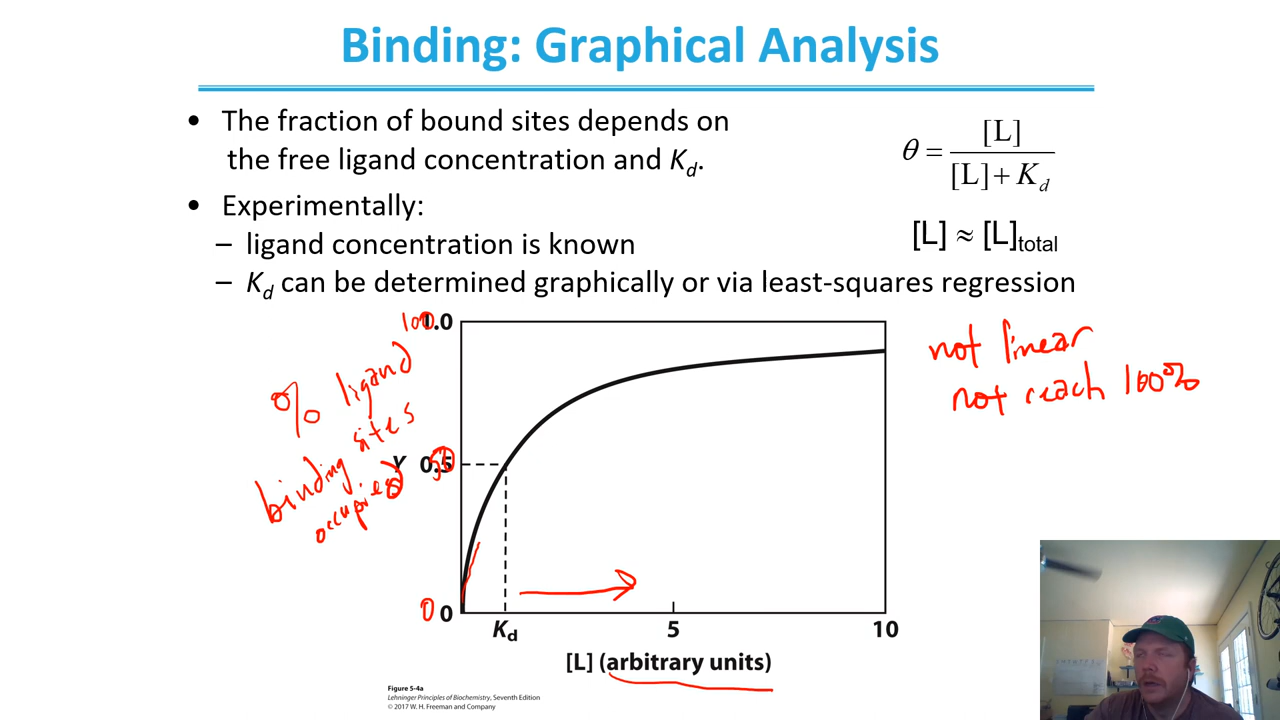 Binding: Graphical Analysis
• The fraction of bound sites depends on
the free ligand concentration and Kd.
θ = [L] / [L] + Kd
• Experimentally:
– ligand concentration is known
[L] ≈ [L]total
– Kd can be determined graphically or via least-squares regression
100
1.0
not linear
not reach 100%
% ligand
binding sites
occupied
Y 0.5
50
0 0
Kd 5 10
[L] (arbitrary units)
Figure 5-4a
Lehninger Principles of Biochemistry, Seventh Edition
© 2017 W. H. Freeman and Company